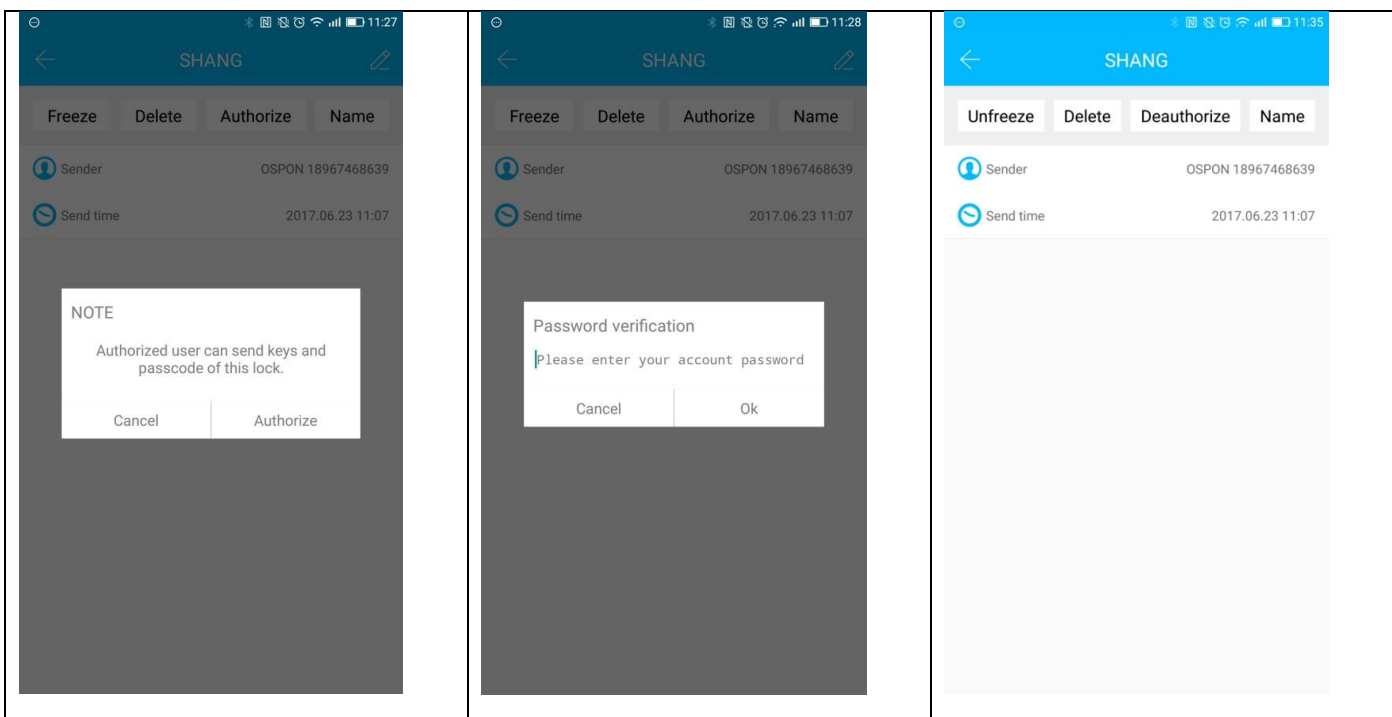 11:27
SHANG
Freeze Delete Authorize Name
Sender OSPON 18967468639
Send time 2017.06.23 11:07
NOTE
Authorized user can send keys and
passcode of this lock.
Cancel Authorize
11:28
SHANG
Freeze Delete Authorize Name
Sender OSPON 18967468639
Send time 2017.06.23 11:07
Password verification
Please enter your account password
Cancel Ok
11:35
SHANG
Unfreeze Delete Deauthorize Name
Sender OSPON 18967468639
Send time 2017.06.23 11:07